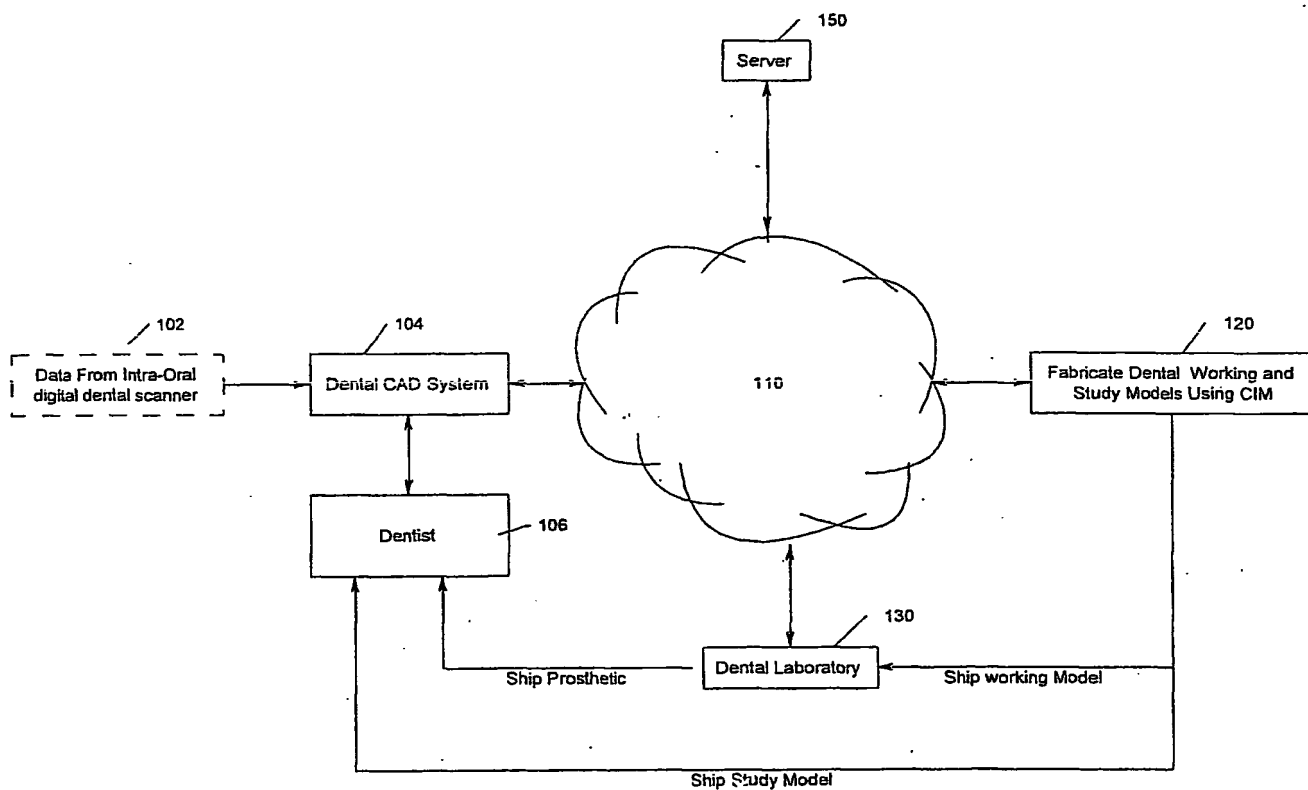 150
Server
102
Data From Intra-Oral
digital dental scanner
104
Dental CAD System
110
120
Fabricate Dental Working and
Study Models Using CIM
Dentist
106
130
Dental Laboratory
Ship Prosthetic
Ship working Model
Ship Study Model